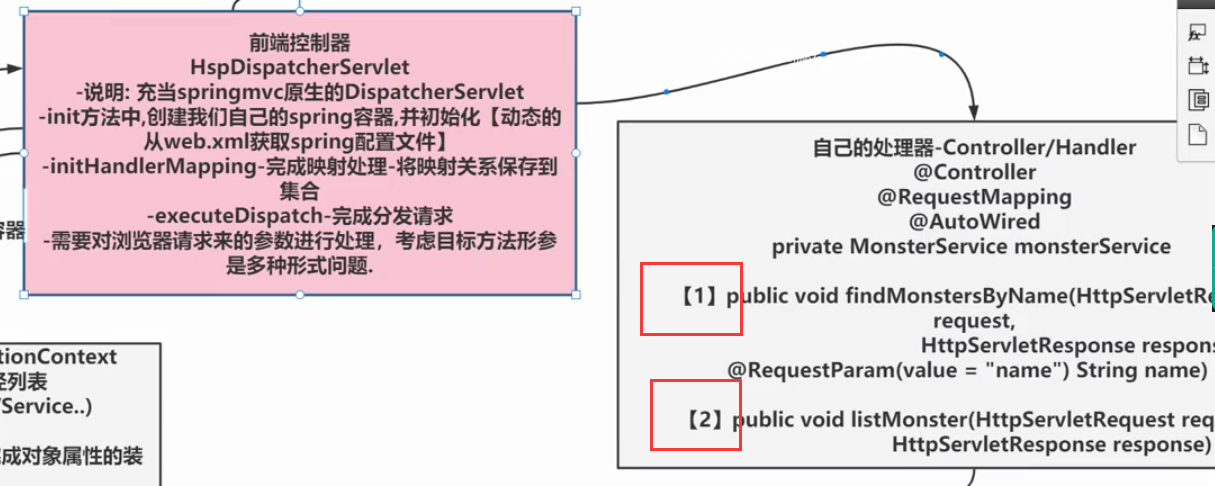 前端控制器
HspDispatcherServlet
-说明: 充当springmvc原生的DispatcherServlet
-init方法中,创建我们自己的spring容器,并初始化【动态的
从web.xml获取spring配置文件】
-initHandlerMapping-完成映射处理-将映射关系保存到
集合
-executeDispatch-完成分发请求
-需要对浏览器请求来的参数进行处理，考虑目标方法形参
是多种形式问题.
容器
自己的处理器-Controller/Handler
@Controller
@RequestMapping
@AutoWired
private MonsterService monsterService
【1】public void findMonstersByName(HttpServletRe
request,
HttpServletResponse respons
@RequestParam(value = "name") String name)
【2】public void listMonster(HttpServletRequest req
HttpServletResponse response)
tionContext
列表
Service..)
成对象属性的装